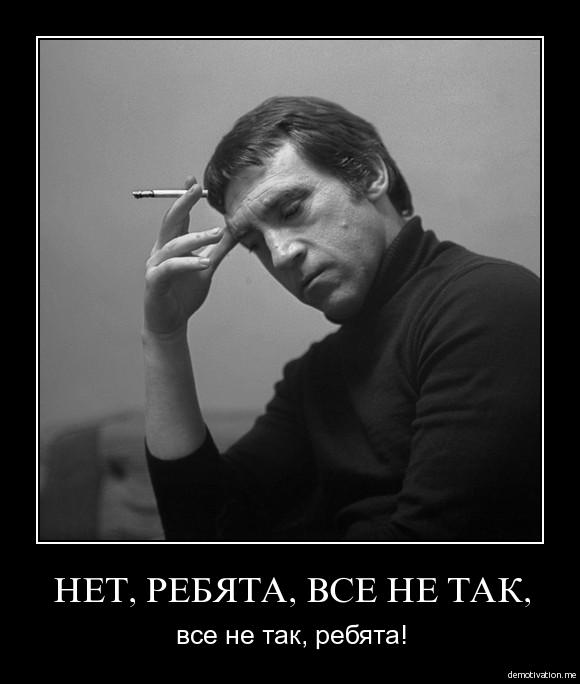 НЕТ, РЕБЯТА, ВСЕ НЕ ТАК,
все не так, ребята!
demotivation.me